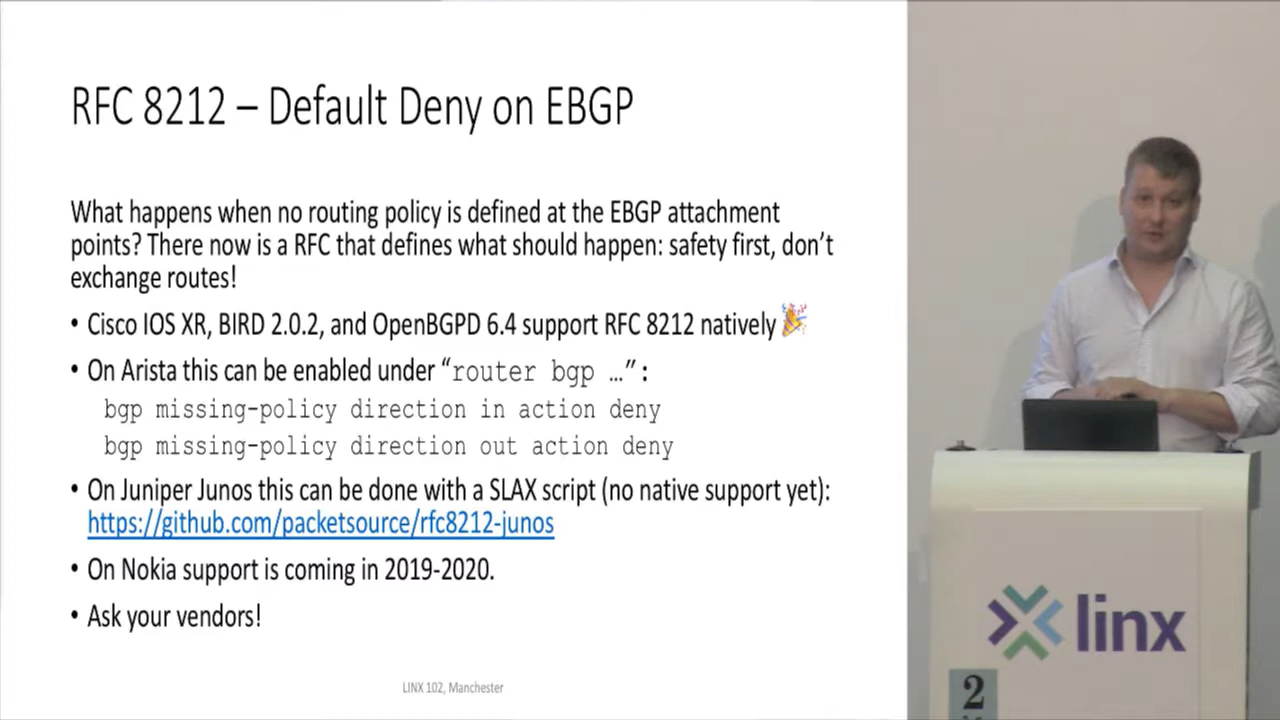 RFC 8212 – Default Deny on EBGP
What happens when no routing policy is defined at the EBGP attachment
points? There now is a RFC that defines what should happen: safety first, don't
exchange routes!
• Cisco IOS XR, BIRD 2.0.2, and OpenBGPD 6.4 support RFC 8212 natively 🎉
• On Arista this can be enabled under “router bgp …”:
bgp missing-policy direction in action deny
bgp missing-policy direction out action deny
• On Juniper Junos this can be done with a SLAX script (no native support yet):
https://github.com/packetsource/rfc8212-junos
• On Nokia support is coming in 2019-2020.
• Ask your vendors!
LINX 102, Manchester
linx
2